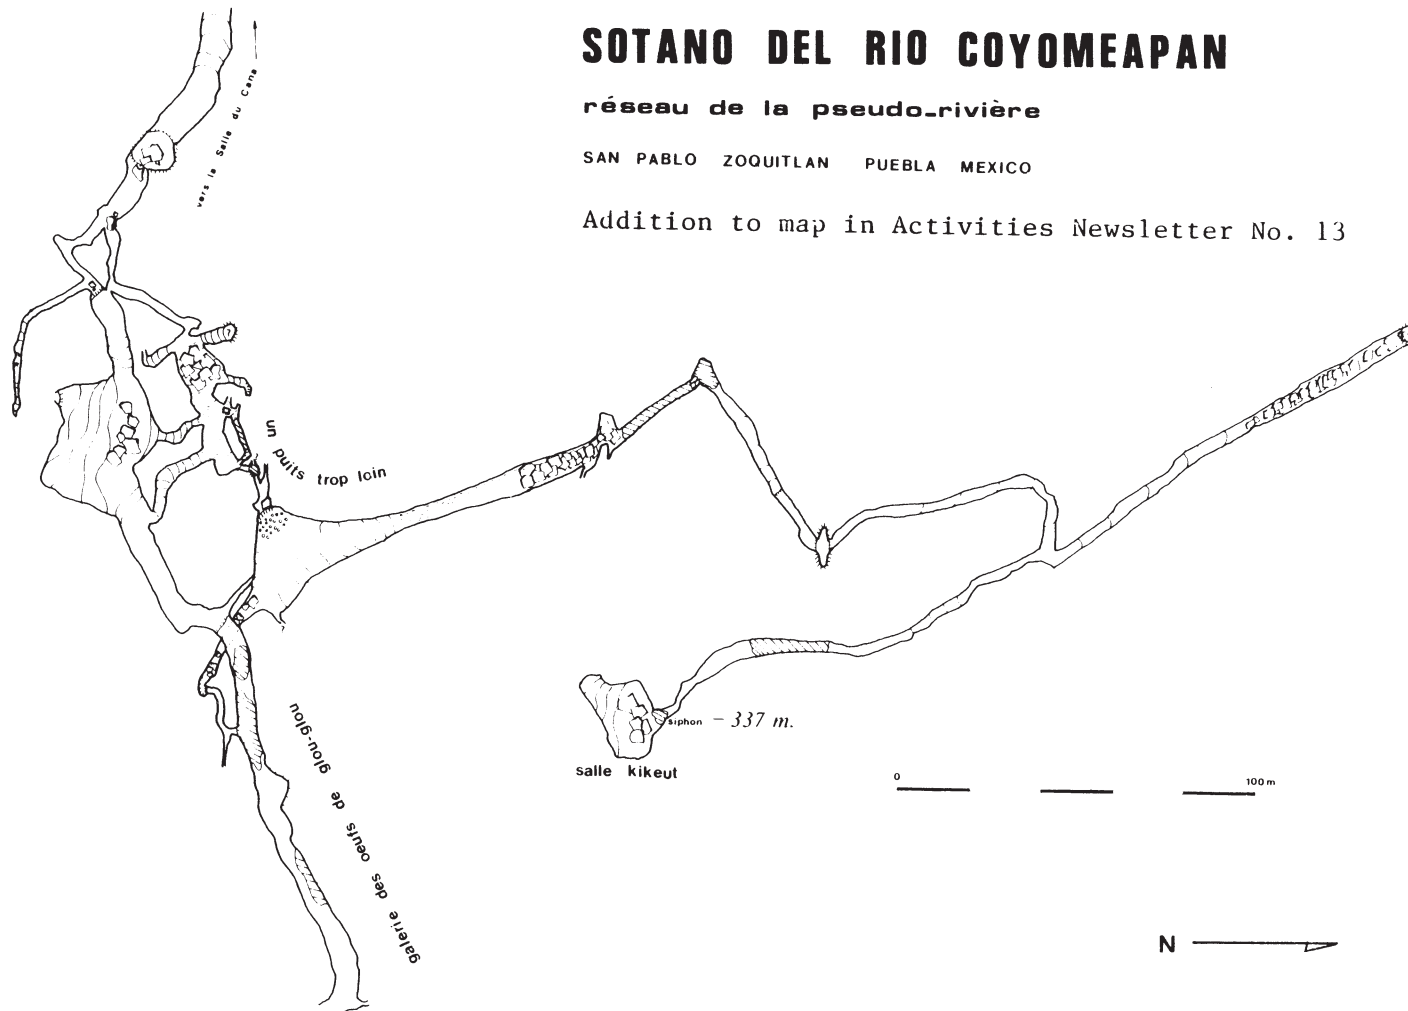 SOTANO DEL RIO COYOMEAPAN
réseau de la pseudo-rivière
SAN PABLO ZOQUITLAN PUEBLA MEXICO
Addition to map in Activities Newsletter No. 13
vers la Salle du Cana
un puits trop loin
galerie des oeufs de glou-glou
siphon – 337 m.
salle kikeut
0 100 m
N